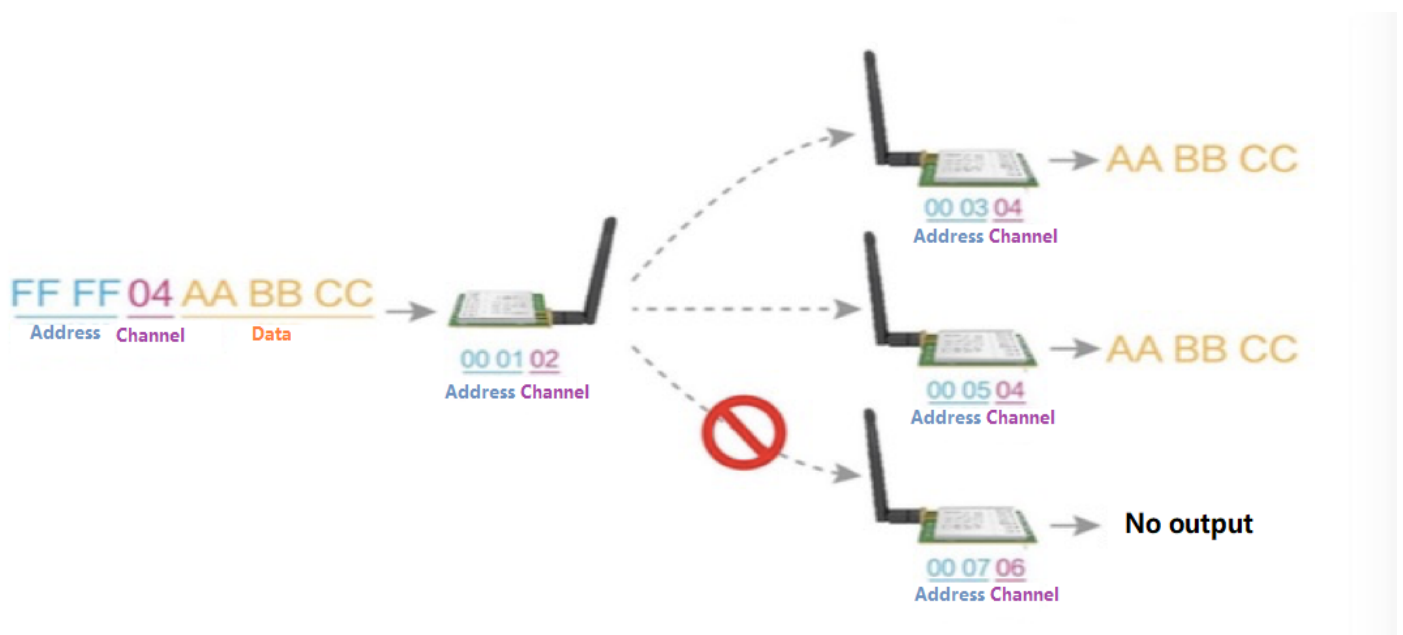 FF FF 04 AA BB CC
Address Channel Data
00 01 02
Address Channel
00 03 04
Address Channel
AA BB CC
00 05 04
Address Channel
AA BB CC
00 07 06
Address Channel
No output